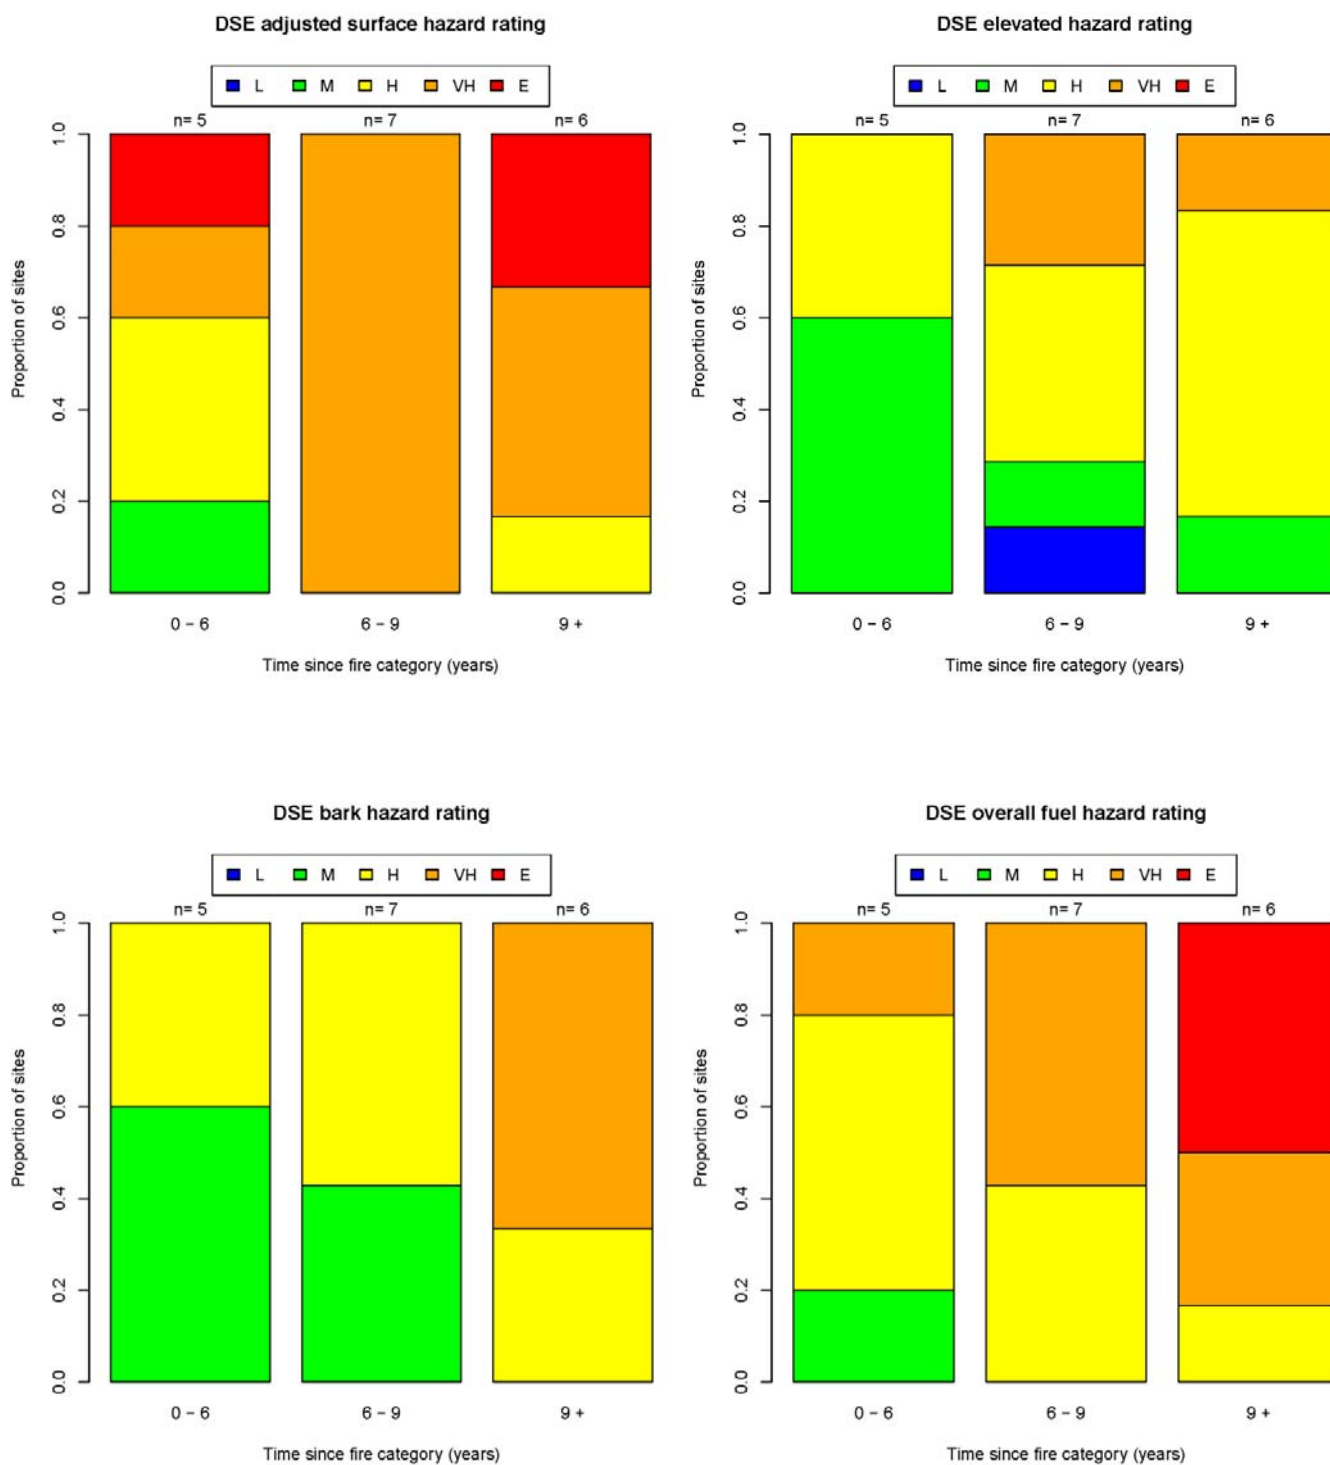 DSE adjusted surface hazard rating
L M H VH E
n= 5 n= 7 n= 6
1.0
0.8
0.6
0.4
0.2
0.0
Proportion of sites
0 – 6 6 – 9 9 +
Time since fire category (years)
DSE elevated hazard rating
L M H VH E
n= 5 n= 7 n= 6
1.0
0.8
0.6
0.4
0.2
0.0
Proportion of sites
0 – 6 6 – 9 9 +
Time since fire category (years)
DSE bark hazard rating
L M H VH E
n= 5 n= 7 n= 6
1.0
0.8
0.6
0.4
0.2
0.0
Proportion of sites
0 – 6 6 – 9 9 +
Time since fire category (years)
DSE overall fuel hazard rating
L M H VH E
n= 5 n= 7 n= 6
1.0
0.8
0.6
0.4
0.2
0.0
Proportion of sites
0 – 6 6 – 9 9 +
Time since fire category (years)